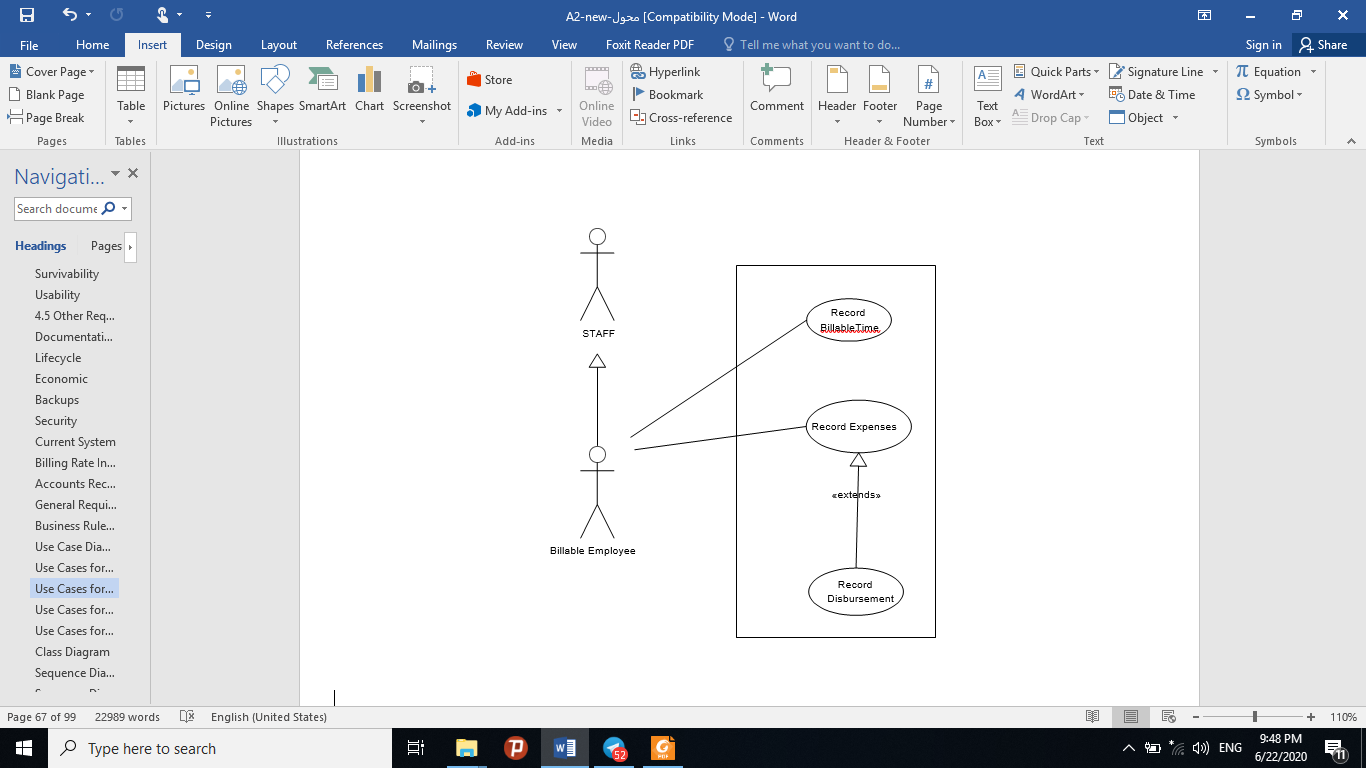 A2-new-محول [Compatibility Mode] - Word
File Home Insert Design Layout References Mailings Review View Foxit Reader PDF Tell me what you want to do... Sign in Share
Cover Page
Blank Page
Page Break
Pages
Table
Tables
Pictures
Online Pictures
Shapes
SmartArt
Chart
Screenshot
Illustrations
Store
My Add-ins
Add-ins
Online Video
Media
Hyperlink
Bookmark
Cross-reference
Links
Comment
Comments
Header
Footer
Page Number
Header & Footer
Text Box
Quick Parts
WordArt
Drop Cap
Signature Line
Date & Time
Object
Text
Equation
Symbol
Symbols
Navigati...
Search docume
Headings Pages
Survivability
Usability
4.5 Other Req...
Documentati...
Lifecycle
Economic
Backups
Security
Current System
Billing Rate In...
Accounts Rec...
General Requi...
Business Rule...
Use Case Dia...
Use Cases for...
Use Cases for...
Use Cases for...
Use Cases for...
Class Diagram
Sequence Dia...
STAFF
Billable Employee
Record
BillableTime
Record Expenses
«extends»
Record
Disbursement
Page 67 of 99 22989 words English (United States) 110%
Type here to search
52
ENG
9:48 PM
6/22/2020
11